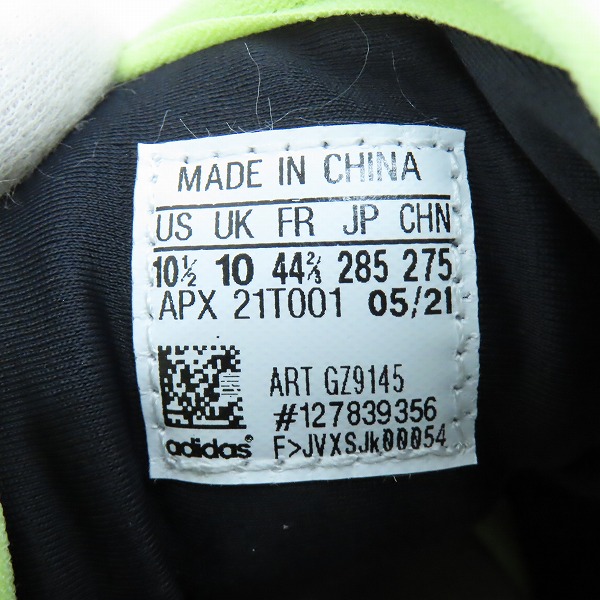 MADE IN CHINA
US UK FR JP CHN
10½ 10 44⅔ 285 275
APX 21T001 05/21
ART GZ9145
#127839356
adidas F>JVXSJk00054